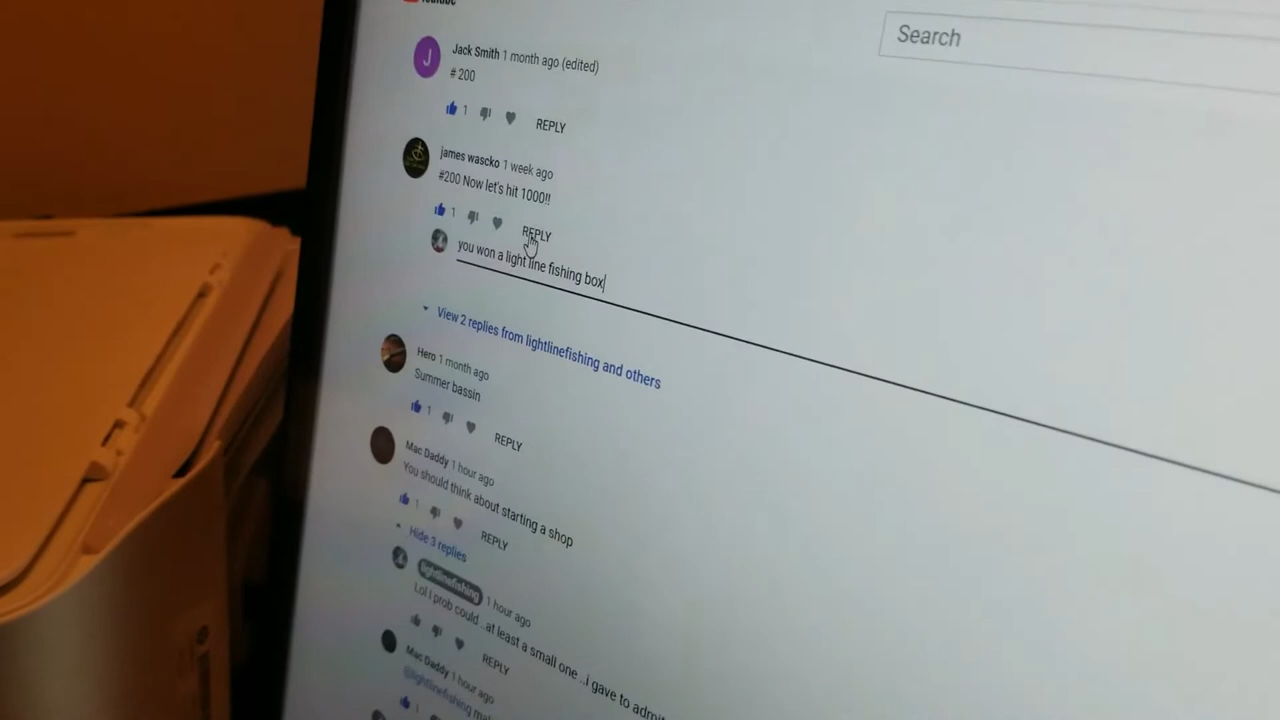 Search
Jack Smith 1 month ago (edited)
# 200
1 REPLY
james wascko 1 week ago
#200 Now let's hit 1000!!
1 REPLY
you won a light line fishing box
View 2 replies from lightlinefishing and others
Hero 1 month ago
Summer bassin
1 REPLY
Mac Daddy 1 hour ago
You should think about starting a shop
1 REPLY
Hide 3 replies
lightlinefishing 1 hour ago
Lol I prob could ..at least a small one ..i gave to admit
REPLY
Mac Daddy 1 hour ago
@lightlinefishing
1